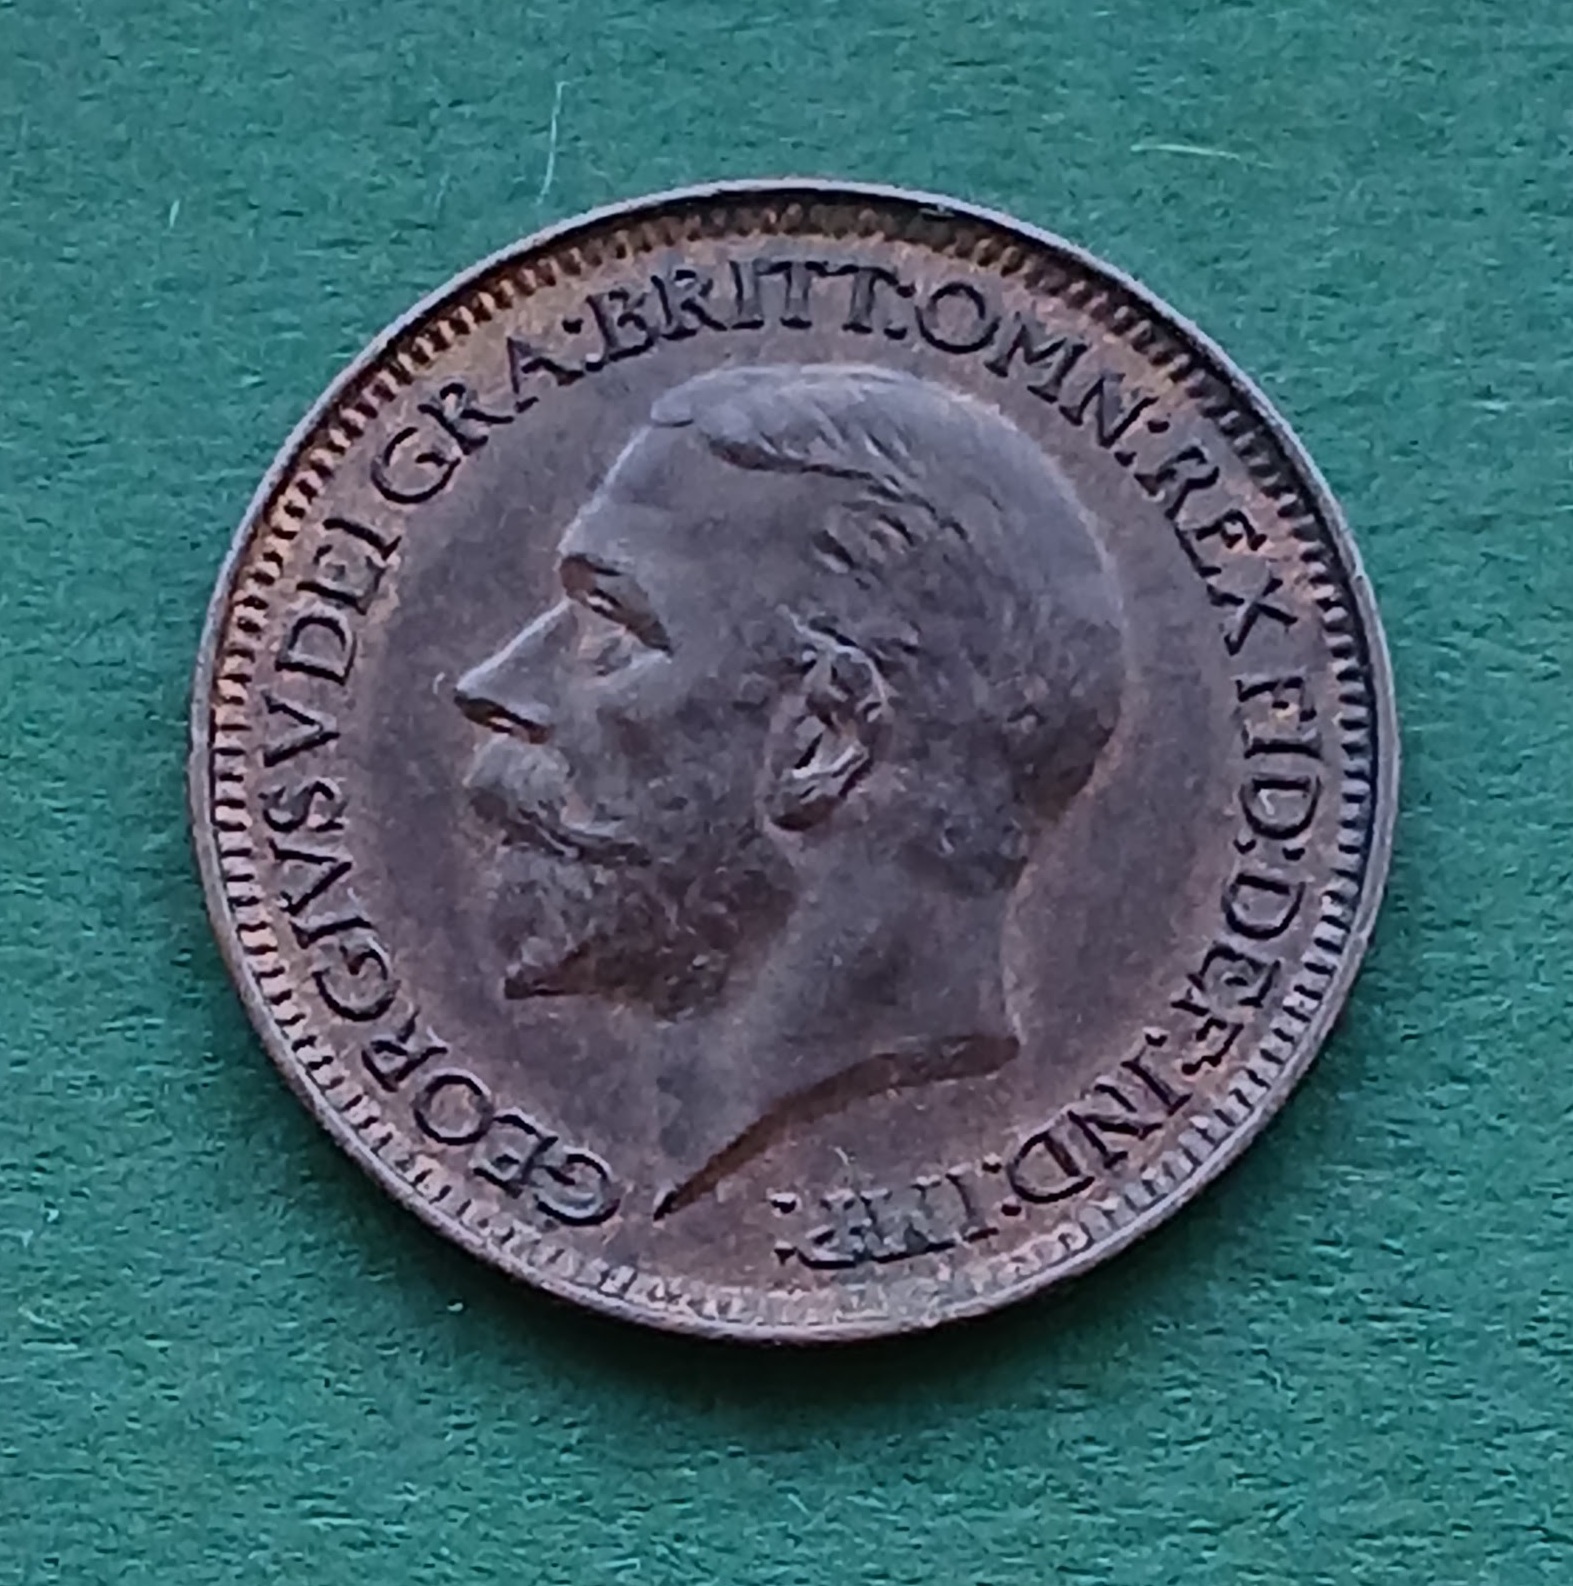 GEORGIVS V DEI GRA:BRITT:OMN:REX FID:DEF:IND:IMP: